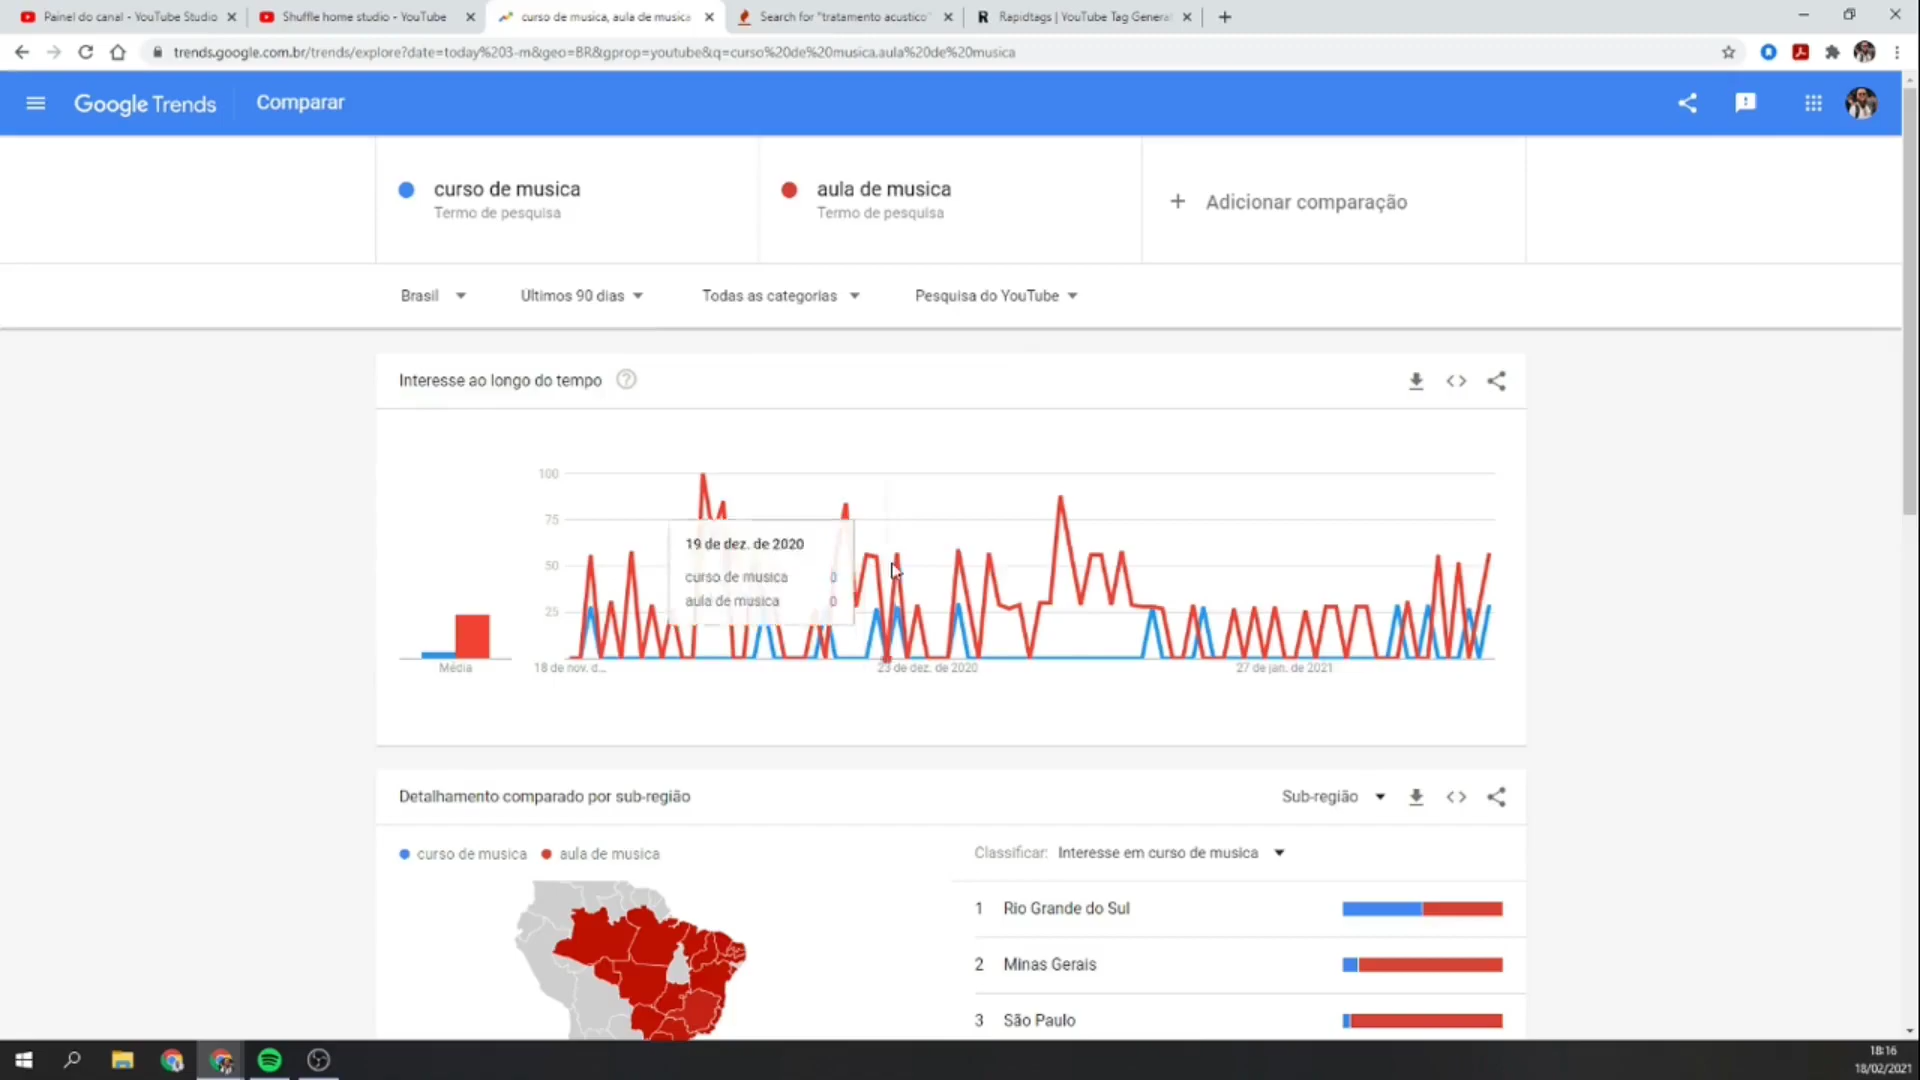 Painel do canal - YouTube Studio
Shuffle home studio - YouTube
curso de musica, aula de musica
Search for "tratamento acustico"
Rapidtags | YouTube Tag Genera
trends.google.com.br/trends/explore?date=today%203-m&geo=BR&gprop=youtube&q=curso%20de%20musica,aula%20de%20musica
Google Trends
Comparar
curso de musica
Termo de pesquisa
aula de musica
Termo de pesquisa
+ Adicionar comparação
Brasil
Últimos 90 dias
Todas as categorias
Pesquisa do YouTube
Interesse ao longo do tempo
100
75
50
25
19 de dez. de 2020
curso de musica 0
aula de musica 0
Média
18 de nov. d...
23 de dez. de 2020
27 de jan. de 2021
Detalhamento comparado por sub-região
Sub-região
curso de musica
aula de musica
Classificar: Interesse em curso de musica
1 Rio Grande do Sul
2 Minas Gerais
3 São Paulo
18:16
18/02/2021